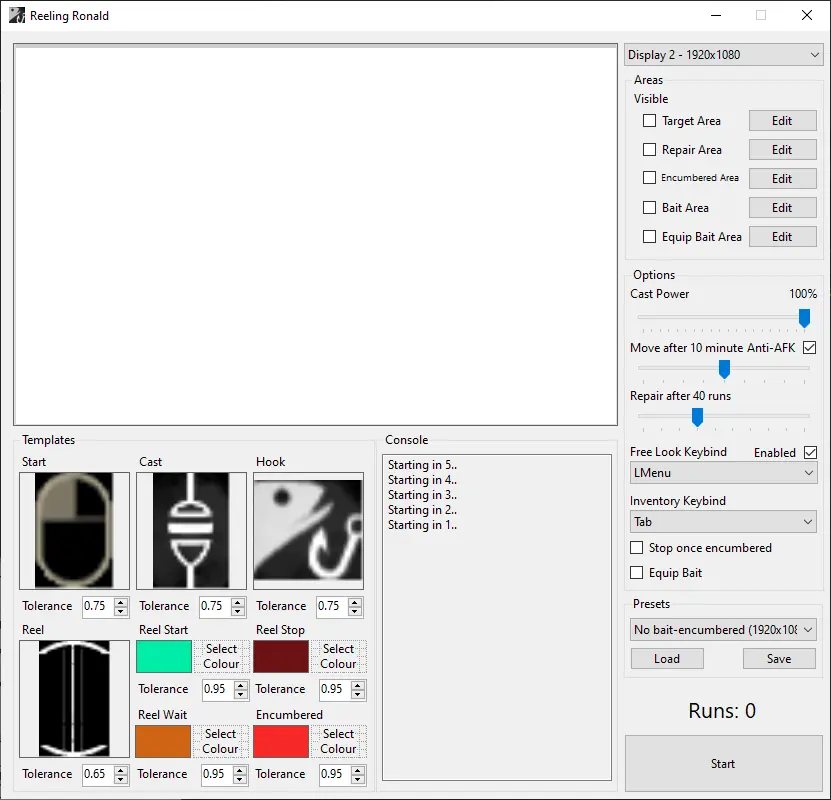 Reeling Ronald
Display 2 - 1920x1080
Areas
Visible
Target Area
Edit
Repair Area
Edit
Encumbered Area
Edit
Bait Area
Edit
Equip Bait Area
Edit
Options
Cast Power 100%
Move after 10 minute Anti-AFK
Repair after 40 runs
Free Look Keybind Enabled
LMenu
Inventory Keybind
Tab
Stop once encumbered
Equip Bait
Presets
No bait-encumbered (1920x108
Load Save
Runs: 0
Start
Templates
Start Cast Hook
Tolerance 0.75 Tolerance 0.75 Tolerance 0.75
Reel Reel Start Reel Stop
Select
Colour
Select
Colour
Tolerance 0.95 Tolerance 0.95
Reel Wait Encumbered
Select
Colour
Select
Colour
Tolerance 0.65 Tolerance 0.95 Tolerance 0.95
Console
Starting in 5..
Starting in 4..
Starting in 3..
Starting in 2..
Starting in 1..